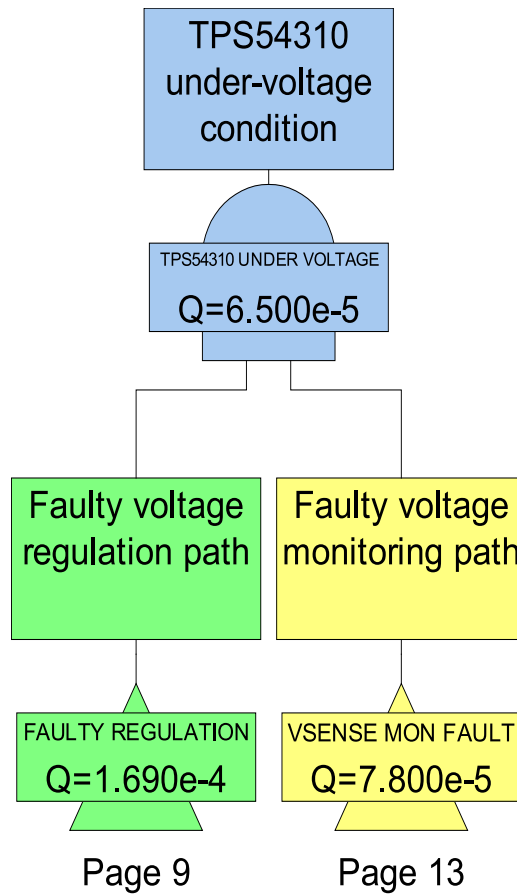 TPS54310
under-voltage
condition
TPS54310 UNDER VOLTAGE
Q=6.500e-5
Faulty voltage
regulation path
Faulty voltage
monitoring path
FAULTY REGULATION
Q=1.690e-4
VSENSE MON FAULT
Q=7.800e-5
Page 9
Page 13